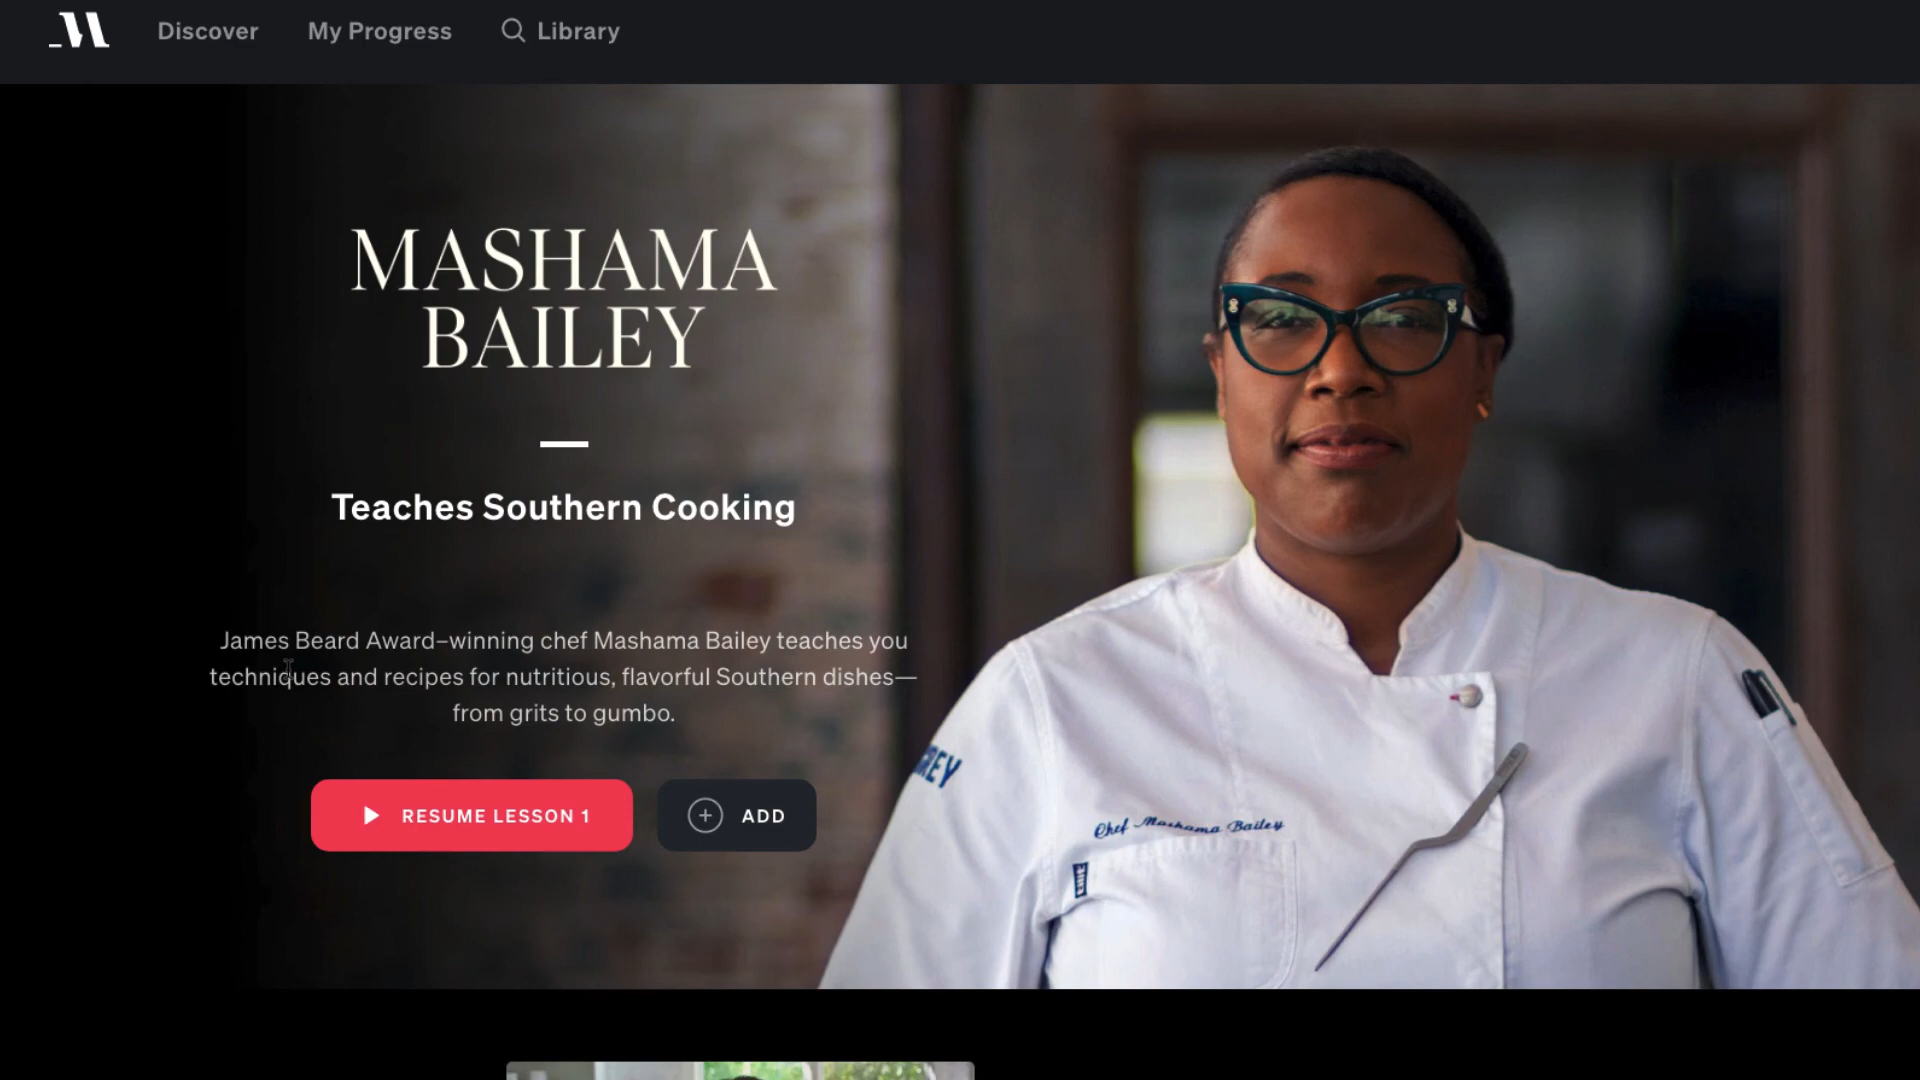 Discover
My Progress
Library
MASHAMA
BAILEY
Teaches Southern Cooking
James Beard Award–winning chef Mashama Bailey teaches you
techniques and recipes for nutritious, flavorful Southern dishes—
from grits to gumbo.
RESUME LESSON 1
ADD
REY
Chef Mashama Bailey